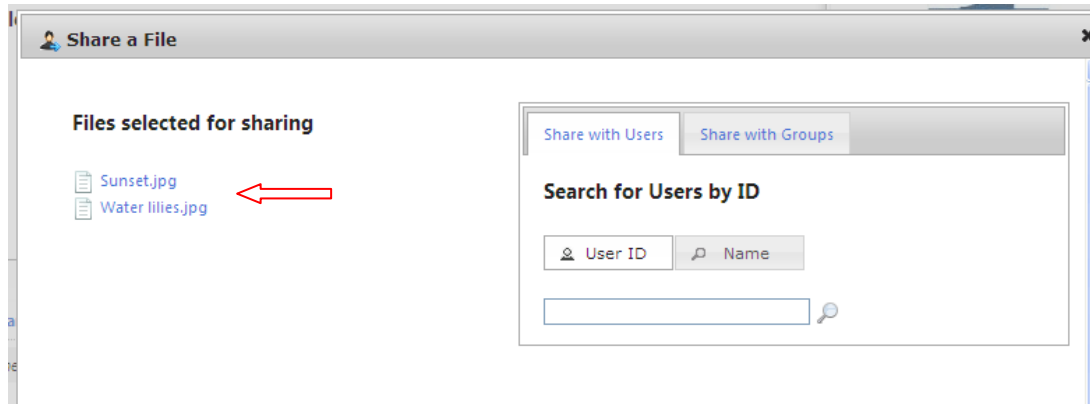 Share a File
Files selected for sharing
Sunset.jpg
Water lilies.jpg
Share with Users
Share with Groups
Search for Users by ID
User ID
Name